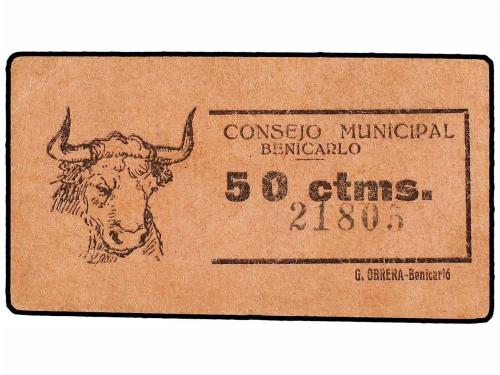 CONSEJO MUNICIPAL
BENICARLO
50 ctms.
21805
G. OBRERA-Benicarló